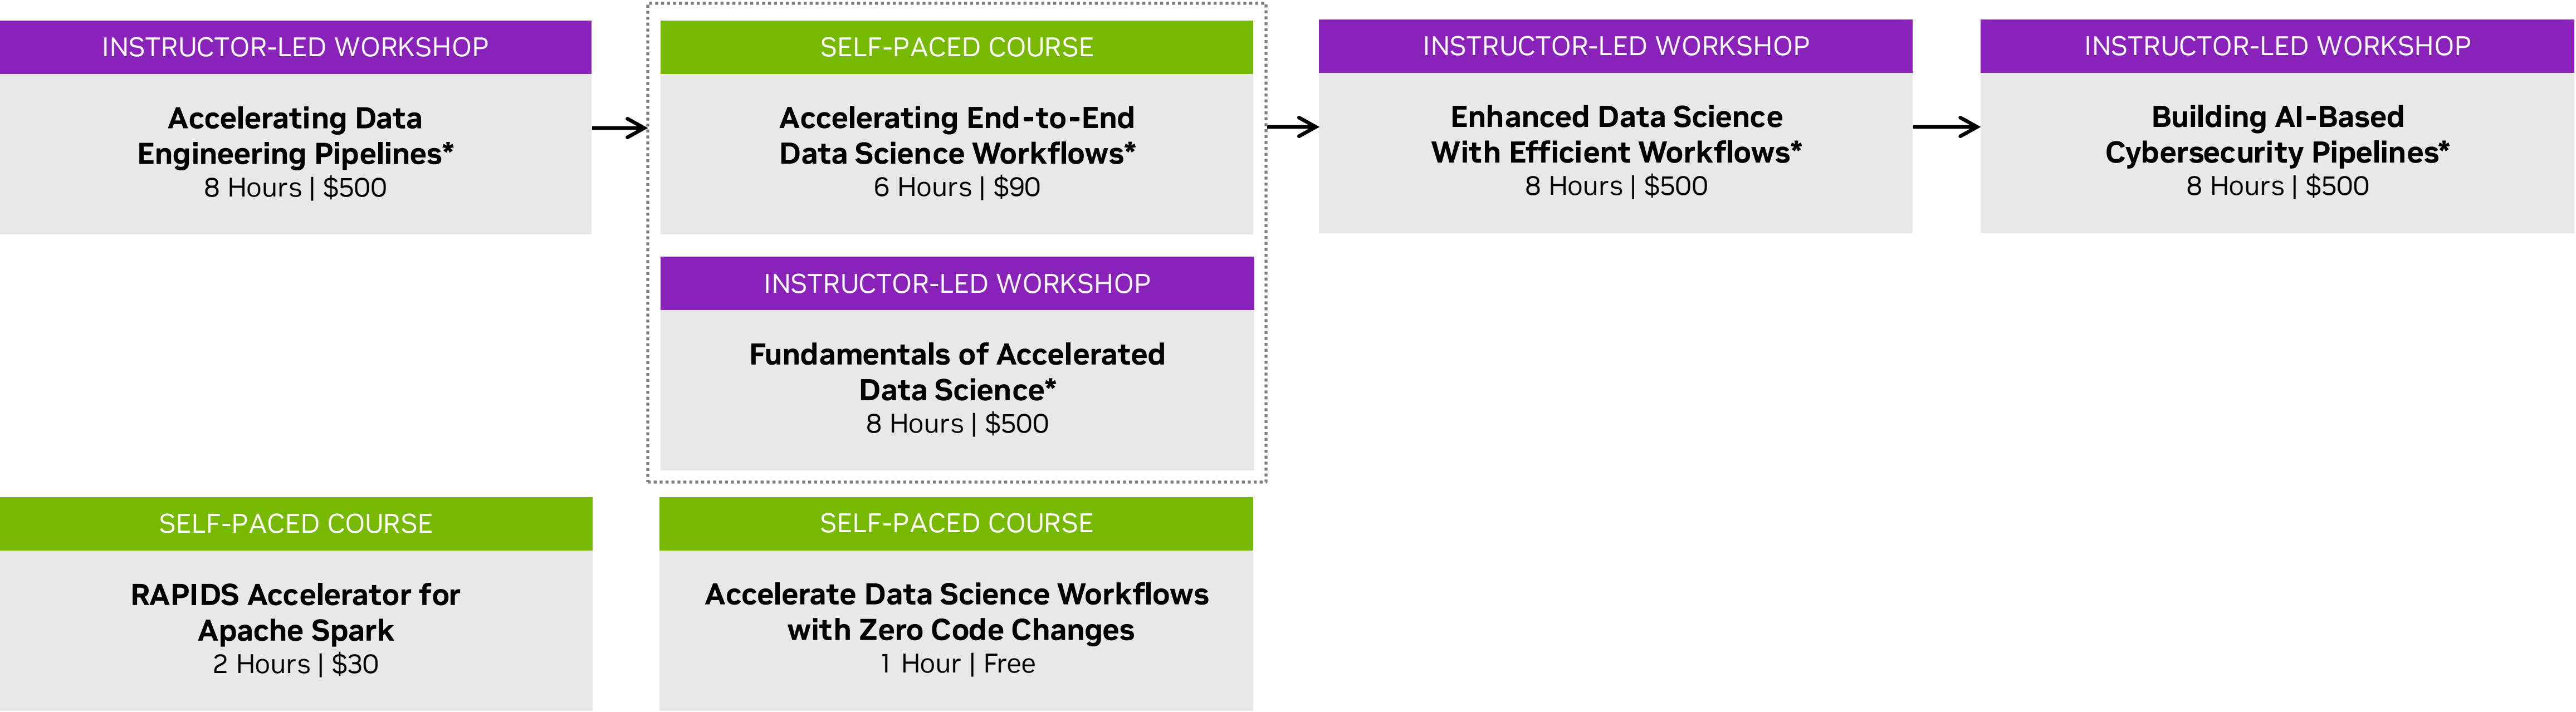 INSTRUCTOR-LED WORKSHOP
Accelerating Data
Engineering Pipelines*
8 Hours | $500
SELF-PACED COURSE
Accelerating End-to-End
Data Science Workflows*
6 Hours | $90
INSTRUCTOR-LED WORKSHOP
Fundamentals of Accelerated
Data Science*
8 Hours | $500
INSTRUCTOR-LED WORKSHOP
Enhanced Data Science
With Efficient Workflows*
8 Hours | $500
INSTRUCTOR-LED WORKSHOP
Building AI-Based
Cybersecurity Pipelines*
8 Hours | $500
SELF-PACED COURSE
RAPIDS Accelerator for
Apache Spark
2 Hours | $30
SELF-PACED COURSE
Accelerate Data Science Workflows
with Zero Code Changes
1 Hour | Free